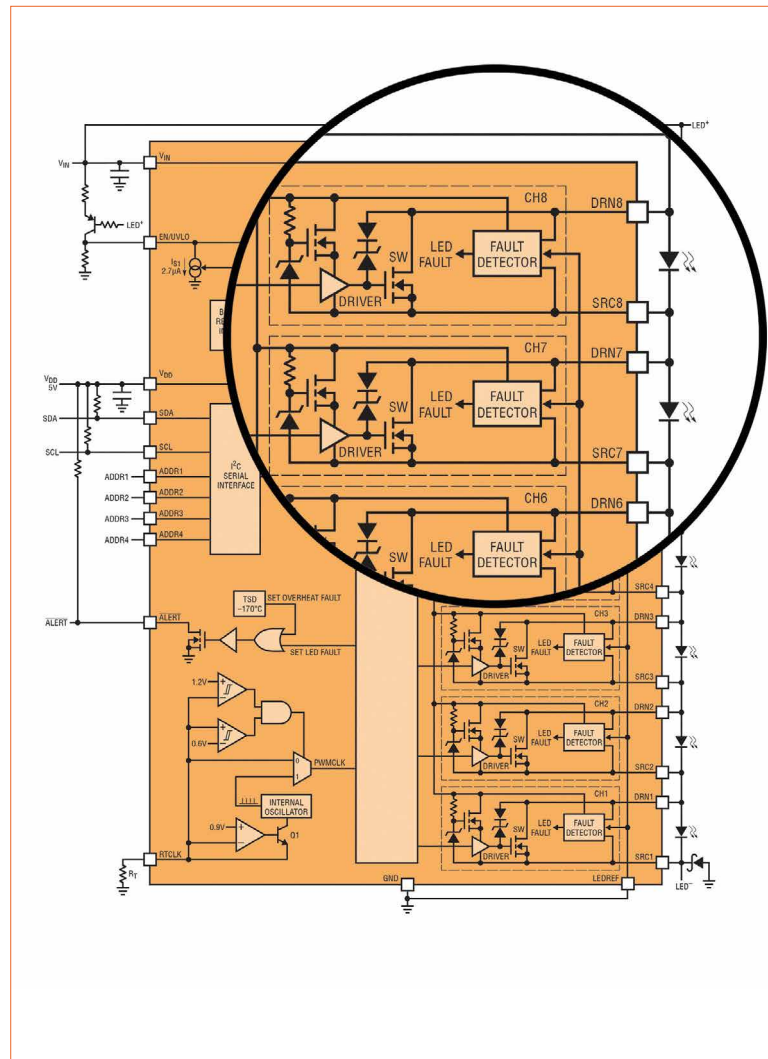 LED+
VIN
VIN
CH8
DRN8
LED+
EN/UVLO
IS1
2.7µA
LED
FAULT
SW
FAULT
DETECTOR
DRIVER
SRC8
CH7
DRN7
VDD
5V
VDD
SDA
SDA
SCL
SCL
LED
FAULT
SW
FAULT
DETECTOR
DRIVER
SRC7
I2C
SERIAL
INTERFACE
ADDR1
ADDR1
ADDR2
ADDR2
ADDR3
ADDR3
ADDR4
ADDR4
CH6
DRN6
LED
FAULT
SW
FAULT
DETECTOR
SRC4
TSD
~170°C
SET OVERHEAT FAULT
ALERT
ALERT
SET LED FAULT
CH3
DRN3
LED
FAULT
SW
FAULT
DETECTOR
DRIVER
SRC3
1.2V
0.6V
CH2
DRN2
LED
FAULT
SW
FAULT
DETECTOR
DRIVER
SRC2
0
1
PWMCLK
INTERNAL
OSCILLATOR
0.9V
Q1
CH1
DRN1
LED
FAULT
SW
FAULT
DETECTOR
DRIVER
SRC1
RTCLK
RT
GND
LEDREF
LED–